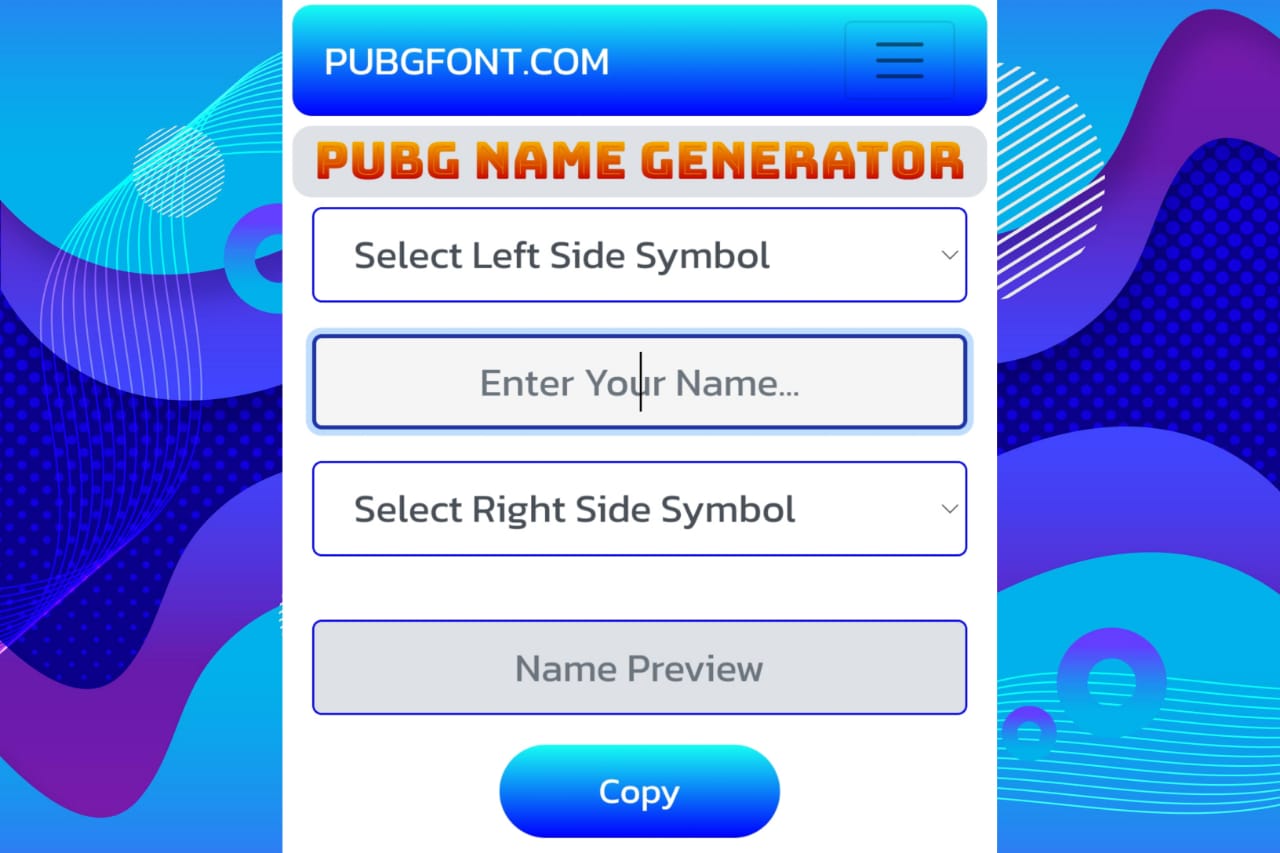 PUBGFONT.COM
PUBG NAME GENERATOR
Select Left Side Symbol
Enter Your Name...
Select Right Side Symbol
Name Preview
Copy